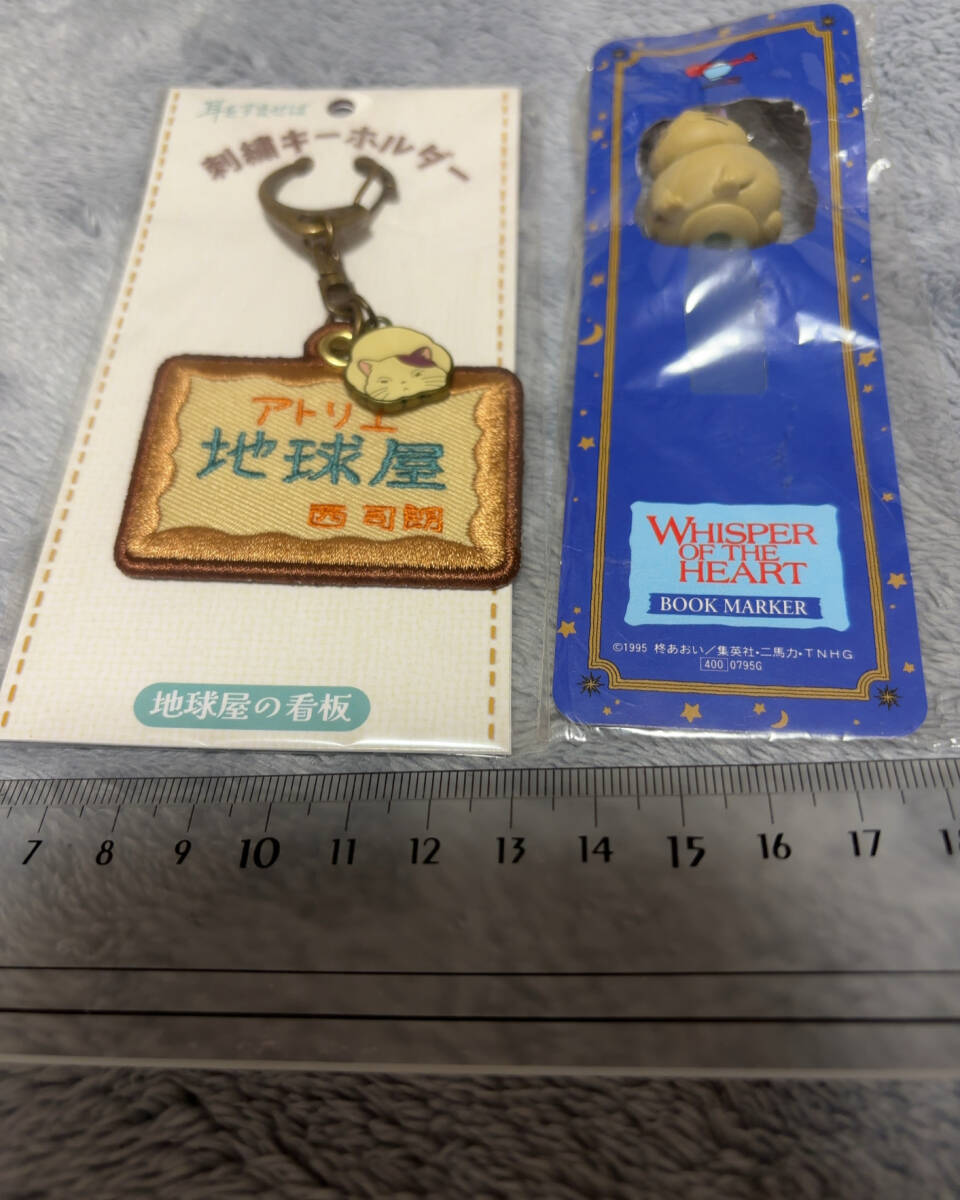 耳をすませば
刺繍キーホルダー
アトリエ
地球屋
西司朗
地球屋の看板
WHISPER
OF THE
HEART
BOOK MARKER
©1995 柊あおい／集英社・二馬力・TNHG
400 0795G
7 8 9 10 11 12 13 14 15 16 17 18